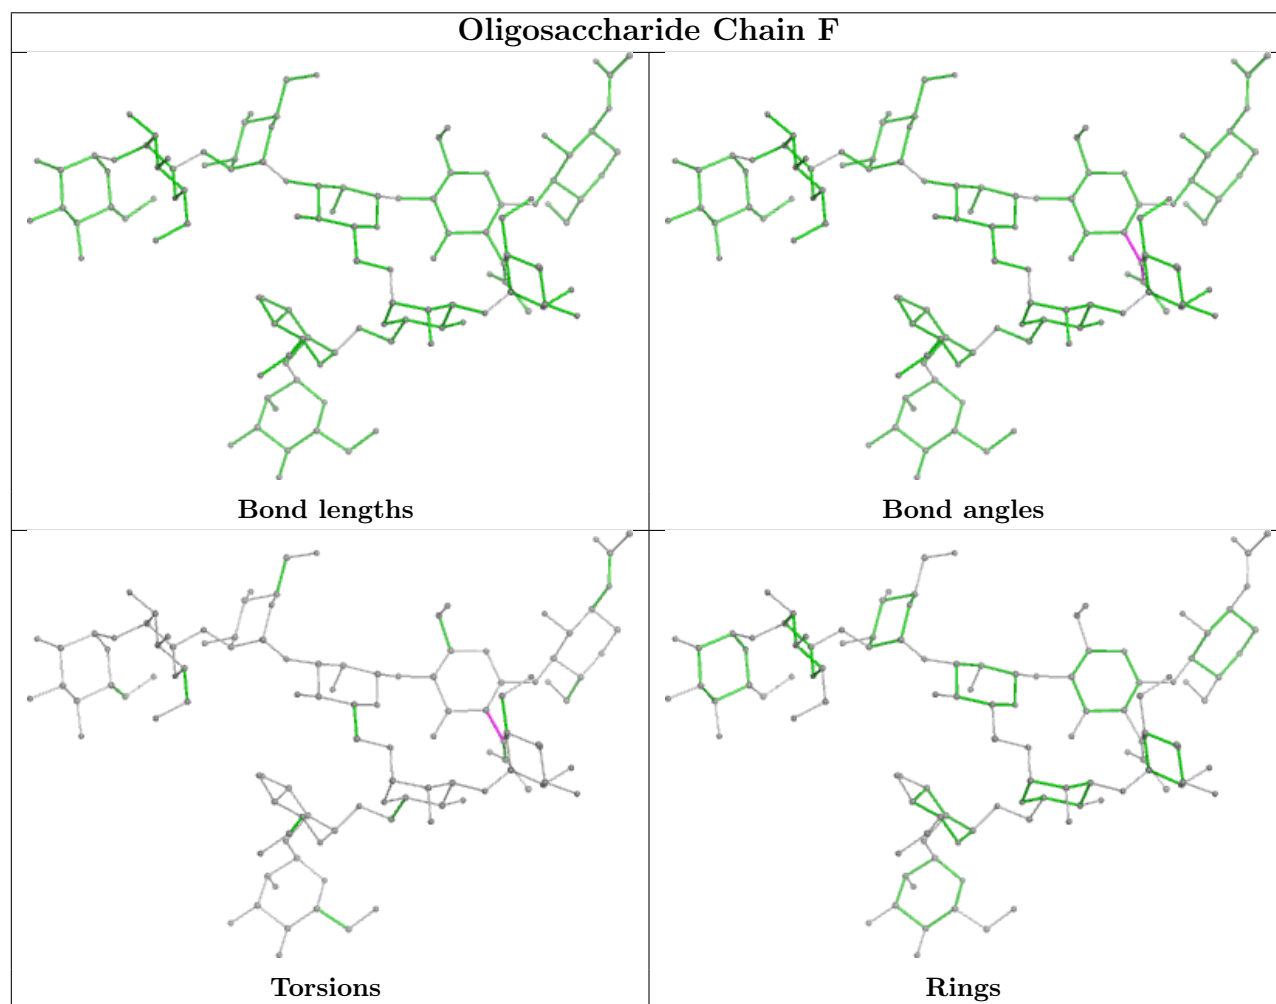 Oligosaccharide Chain F
Bond lengths
Bond angles
Torsions
Rings